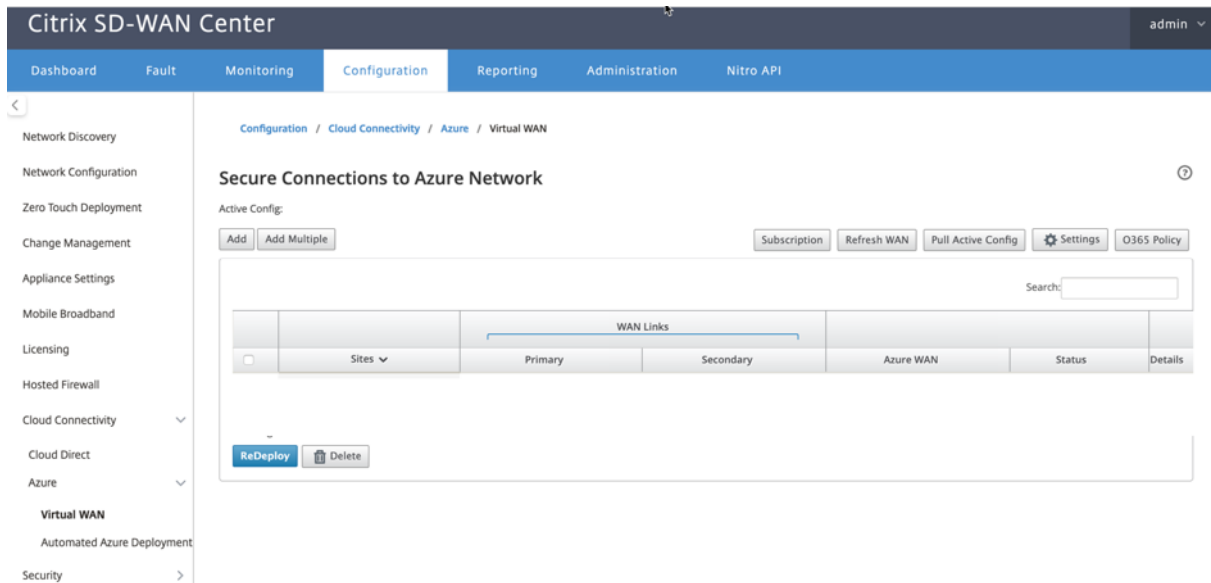 Citrix SD-WAN Center
admin
Dashboard Fault Monitoring Configuration Reporting Administration Nitro API
Network Discovery
Network Configuration
Zero Touch Deployment
Change Management
Appliance Settings
Mobile Broadband
Licensing
Hosted Firewall
Cloud Connectivity
Cloud Direct
Azure
Virtual WAN
Automated Azure Deployment
Security
Configuration / Cloud Connectivity / Azure / Virtual WAN
Secure Connections to Azure Network
Active Config:
Add Add Multiple Subscription Refresh WAN Pull Active Config Settings O365 Policy
Search:
WAN Links
Sites Primary Secondary Azure WAN Status Details
ReDeploy Delete